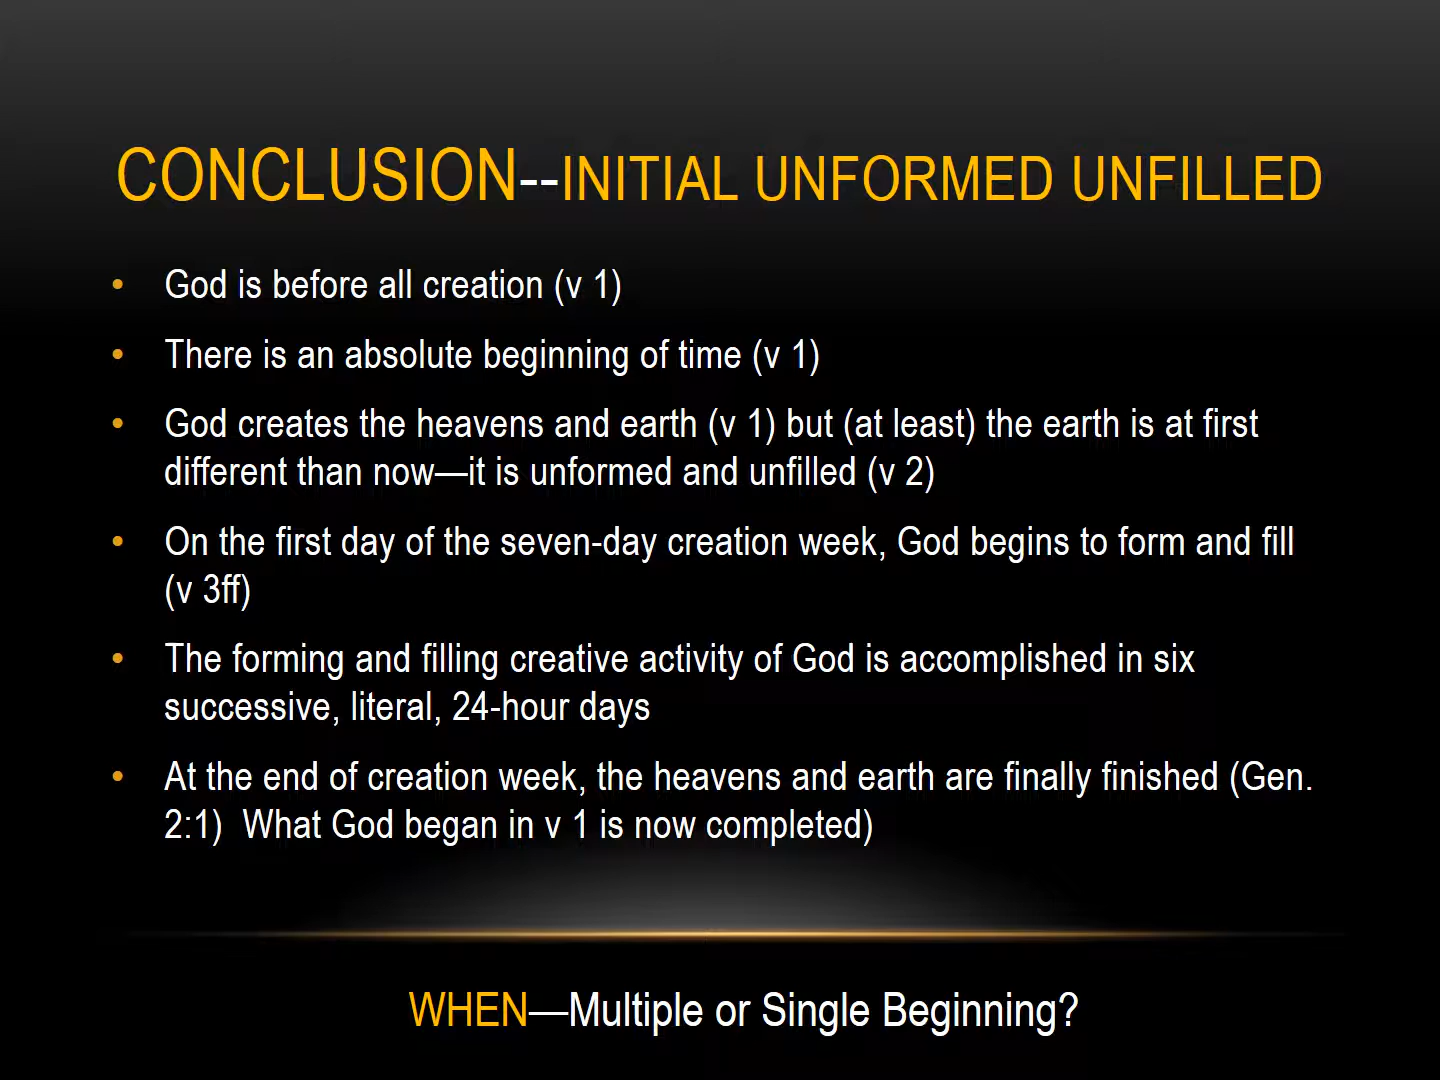 CONCLUSION--INITIAL UNFORMED UNFILLED
• God is before all creation (v 1)
• There is an absolute beginning of time (v 1)
• God creates the heavens and earth (v 1) but (at least) the earth is at first
different than now—it is unformed and unfilled (v 2)
• On the first day of the seven-day creation week, God begins to form and fill
(v 3ff)
• The forming and filling creative activity of God is accomplished in six
successive, literal, 24-hour days
• At the end of creation week, the heavens and earth are finally finished (Gen.
2:1)  What God began in v 1 is now completed)
WHEN—Multiple or Single Beginning?